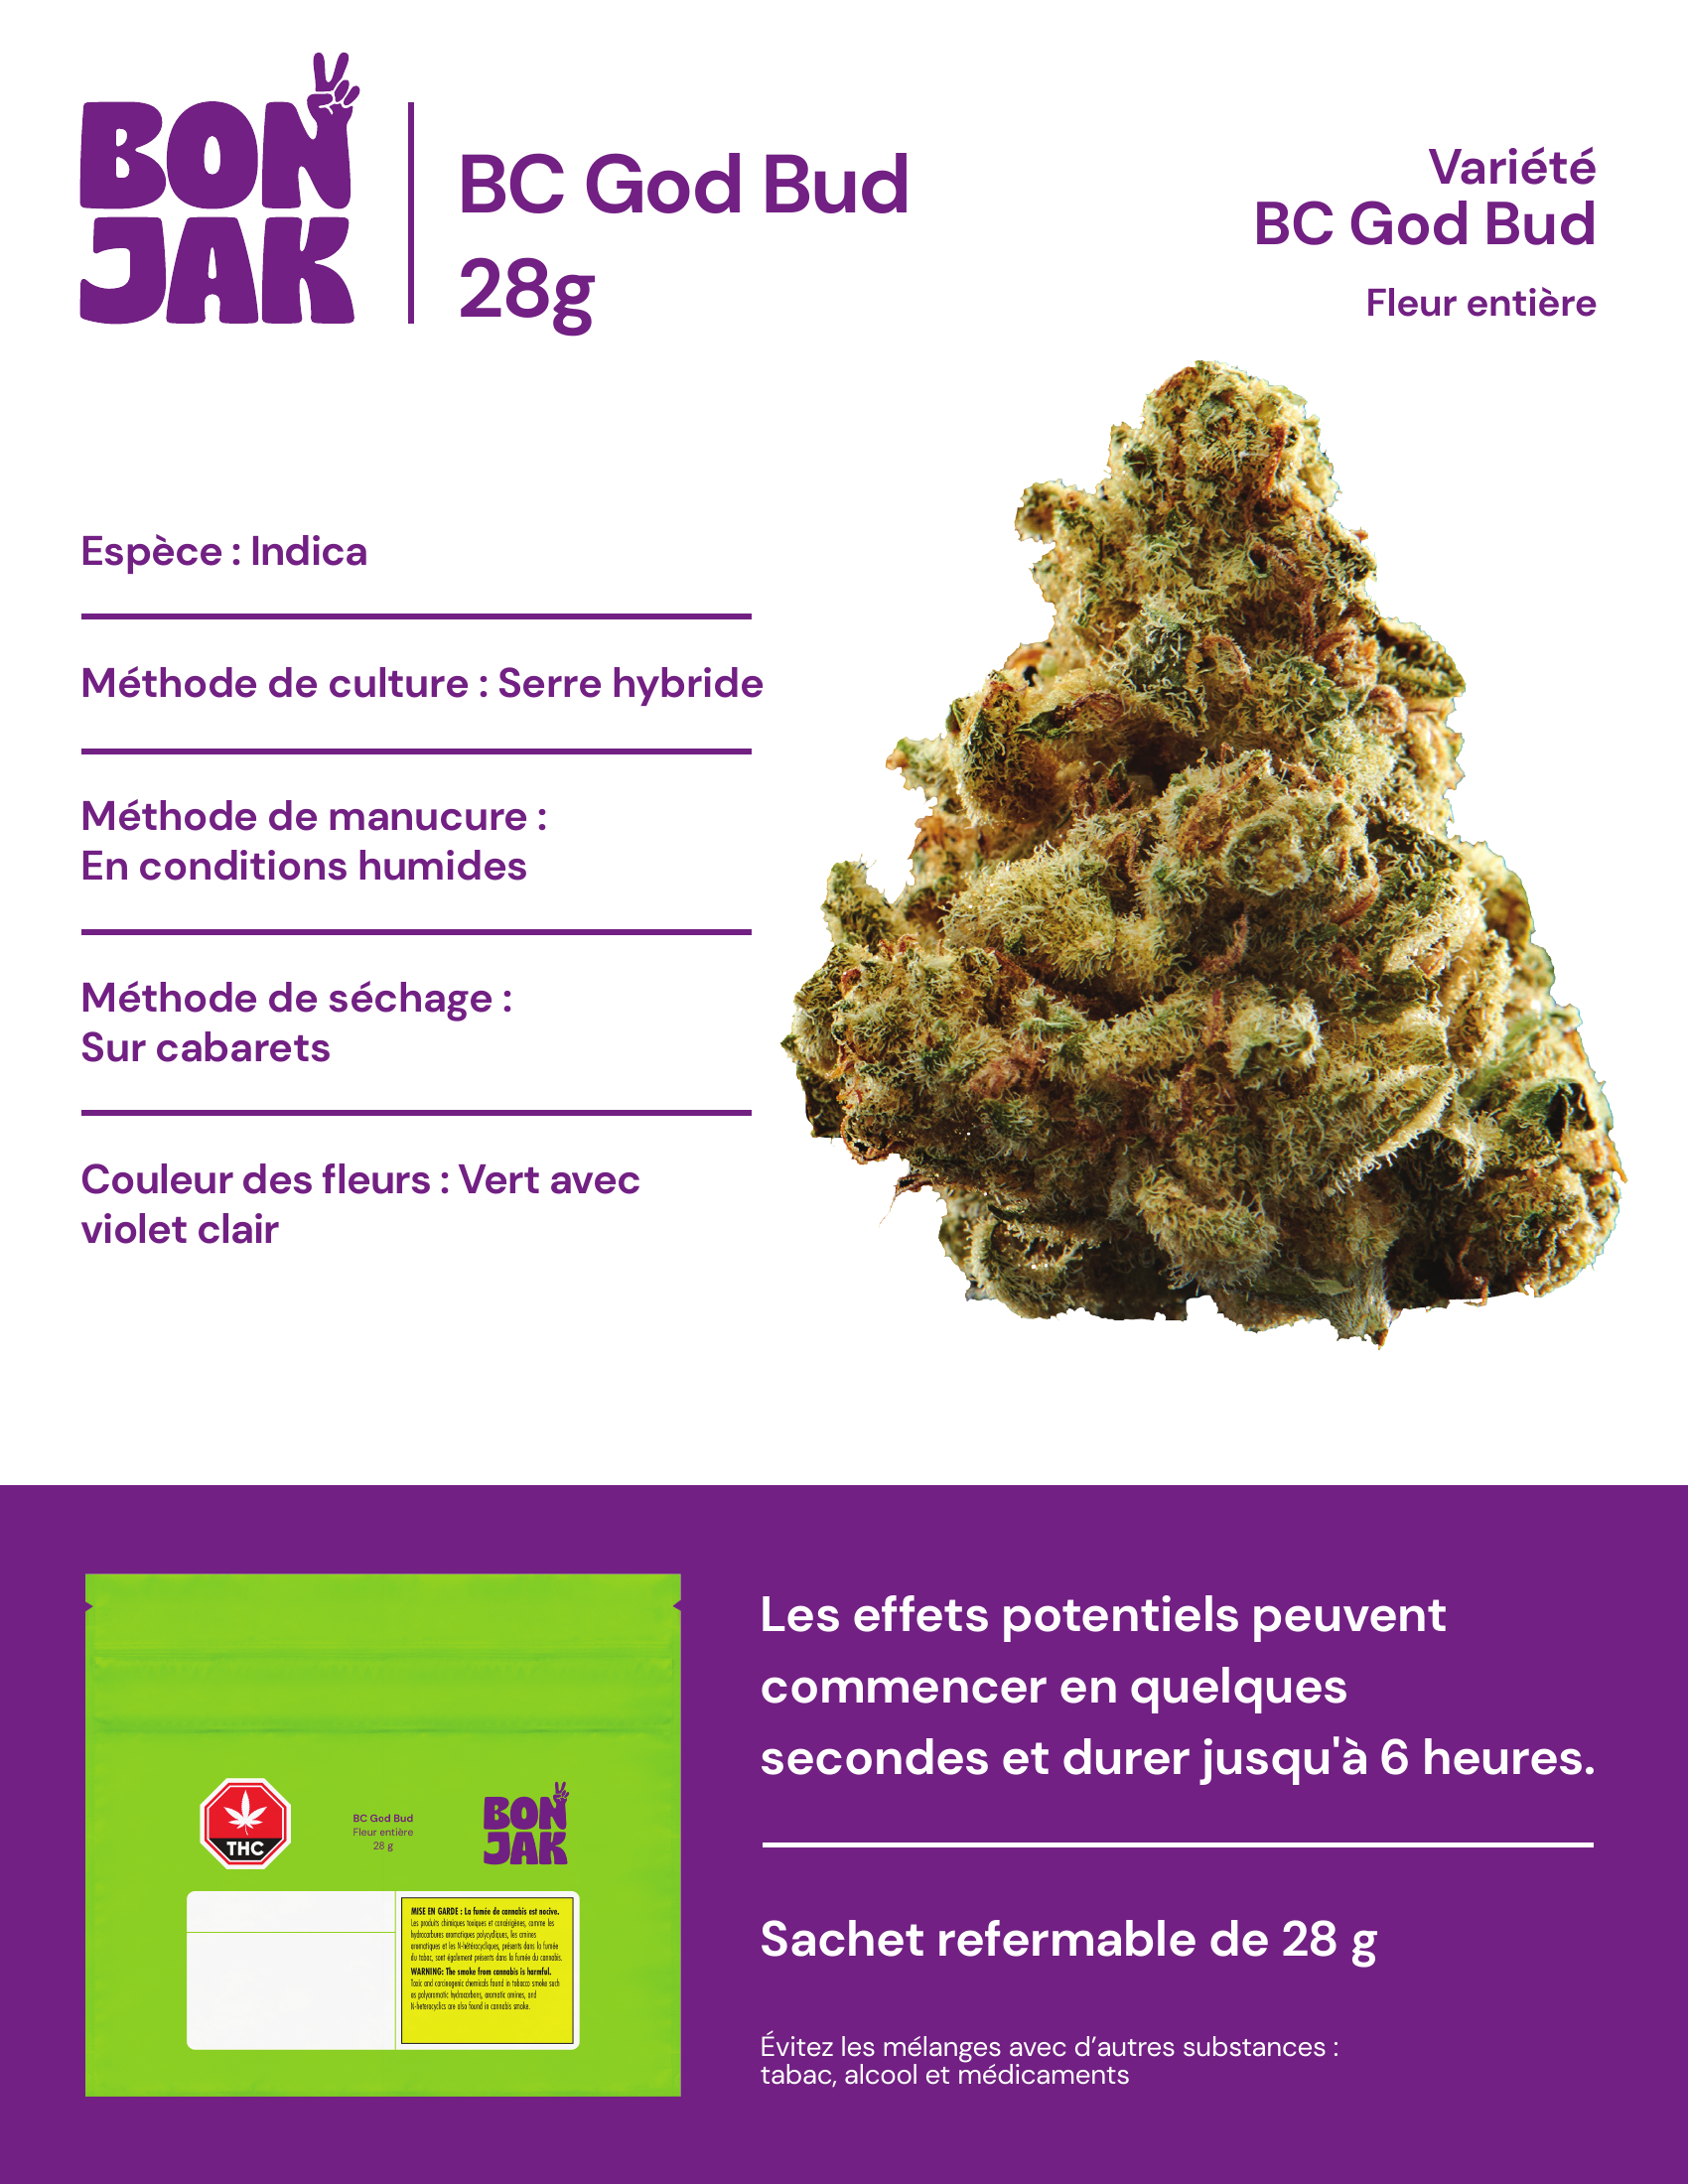 BON
JAK
BC God Bud
28g
Variété
BC God Bud
Fleur entière
Espèce : Indica
Méthode de culture : Serre hybride
Méthode de manucure :
En conditions humides
Méthode de séchage :
Sur cabarets
Couleur des fleurs : Vert avec
violet clair
THC
BC God Bud
Fleur entière
28 g
BON
JAK
MISE EN GARDE : La fumée de cannabis est nocive.
Les produits chimiques toxiques et cancérigènes, comme les
hydrocarbures aromatiques polycycliques, les amines
aromatiques et les N-hétérocycliques, présents dans la fumée
du tabac, sont également présents dans la fumée du cannabis.
WARNING: The smoke from cannabis is harmful.
Toxic and carcinogenic chemicals found in tobacco smoke such
as polyaromatic hydrocarbons, aromatic amines, and
N-heterocyclics are also found in cannabis smoke.
Les effets potentiels peuvent
commencer en quelques
secondes et durer jusqu'à 6 heures.
Sachet refermable de 28 g
Évitez les mélanges avec d’autres substances :
tabac, alcool et médicaments